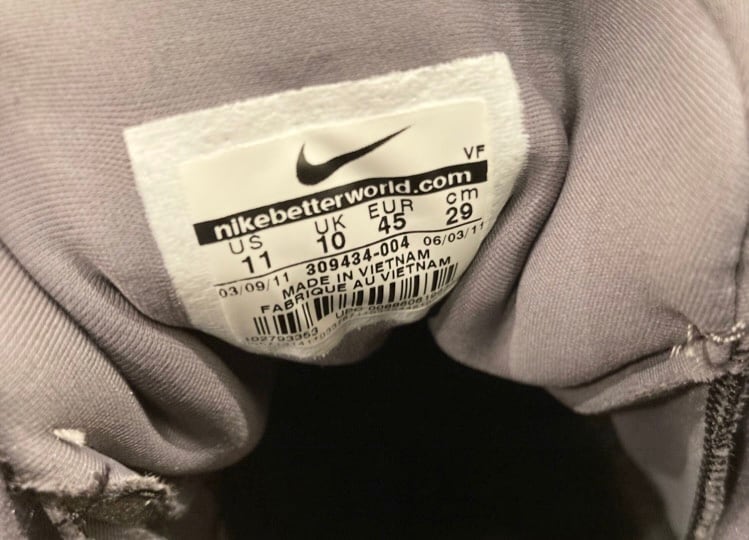 VF
nikebetterworld.com
US UK EUR cm
11 10 45 29
03/09/11 309434-004 06/03/11
MADE IN VIETNAM
FABRIQUE AU VIETNAM
UPC